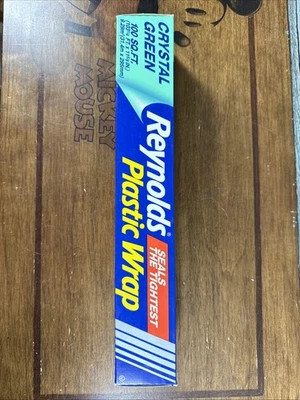 CRYSTAL
GREEN
100 SQ.FT.
Reynolds®
Plastic Wrap
SEALS
THE TIGHTEST
MICKEY
MOUSE